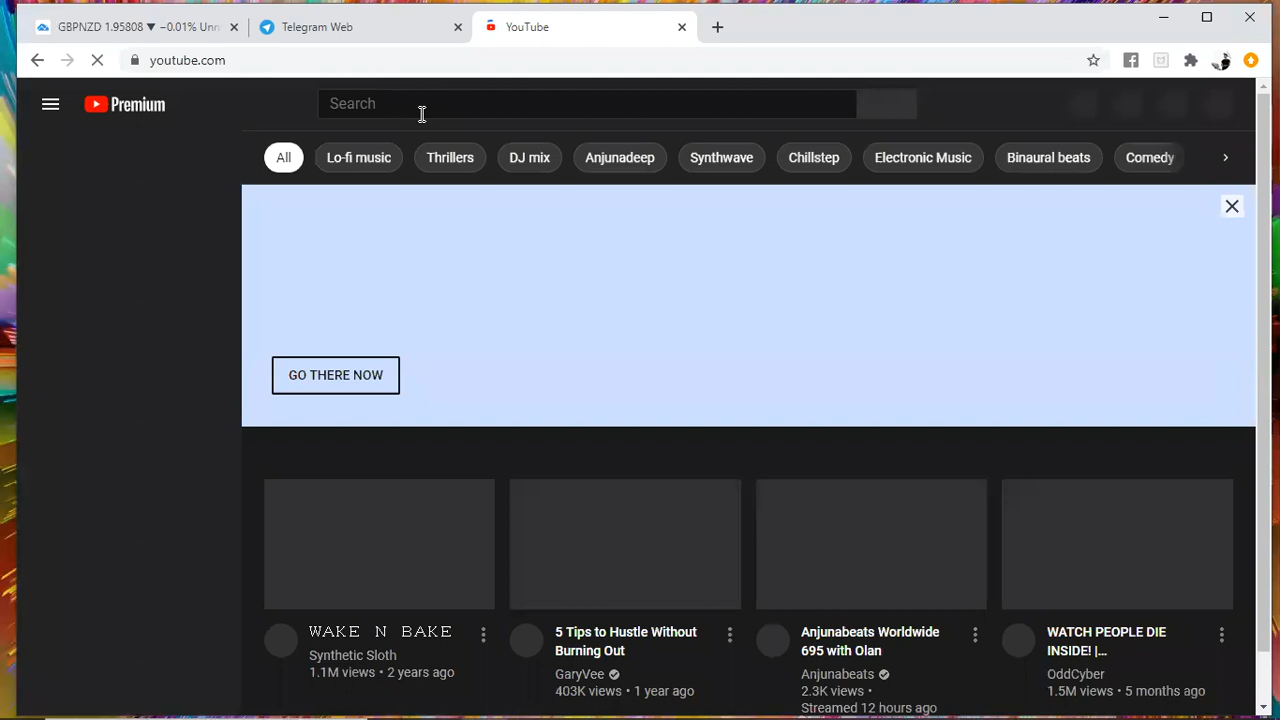 GBPNZD 1.95808 ▼ −0.01% Unn
Telegram Web
YouTube
youtube.com
Premium
Search
All
Lo-fi music
Thrillers
DJ mix
Anjunadeep
Synthwave
Chillstep
Electronic Music
Binaural beats
Comedy
GO THERE NOW
WAKE N BAKE
Synthetic Sloth
1.1M views • 2 years ago
5 Tips to Hustle Without
Burning Out
GaryVee
403K views • 1 year ago
Anjunabeats Worldwide
695 with Olan
Anjunabeats
2.3K views •
Streamed 12 hours ago
WATCH PEOPLE DIE
INSIDE! |...
OddCyber
1.5M views • 5 months ago